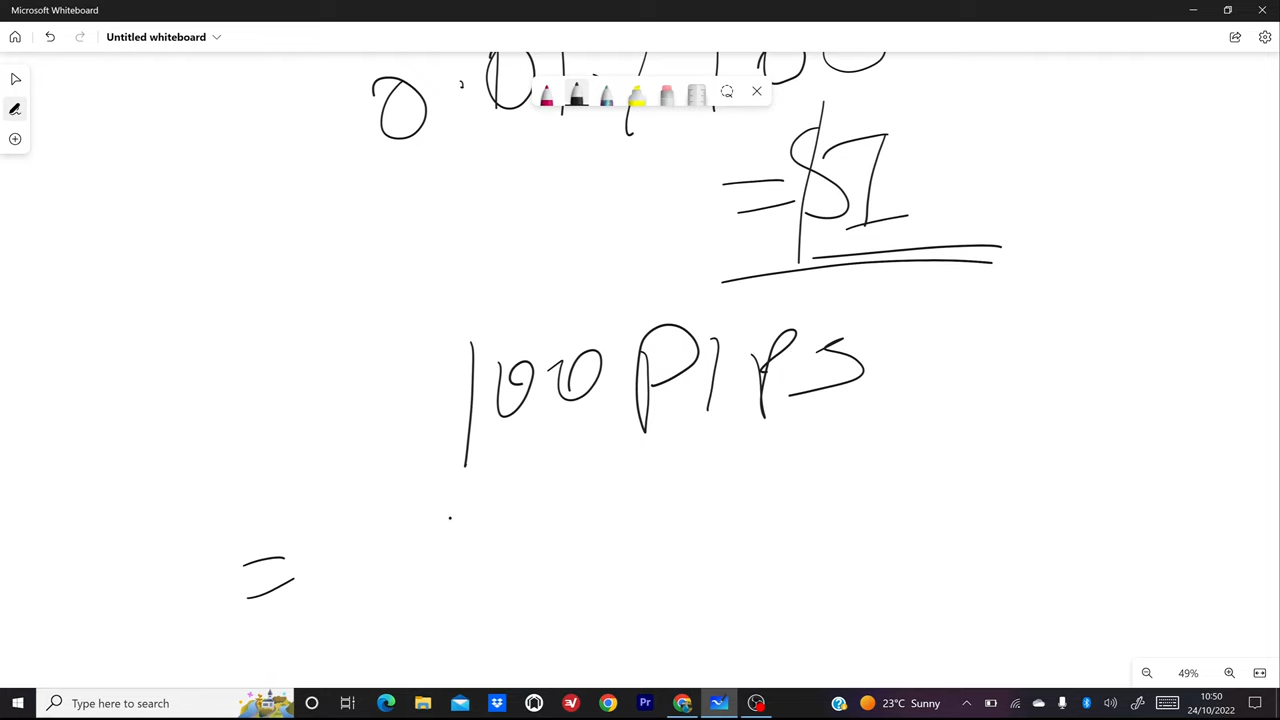 Microsoft Whiteboard
Untitled whiteboard
= $1
100 PIPS
=
49%
Type here to search
Pr
23°C Sunny
10:50
24/10/2022